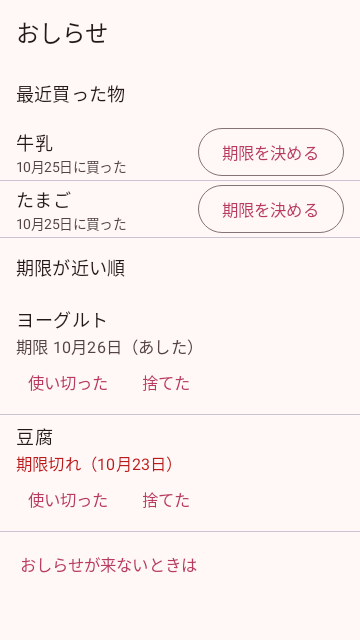 おしらせ
最近買った物
牛乳
10月25日に買った
期限を決める
たまご
10月25日に買った
期限を決める
期限が近い順
ヨーグルト
期限 10月26日（あした）
使い切った 捨てた
豆腐
期限切れ（10月23日）
使い切った 捨てた
おしらせが来ないときは